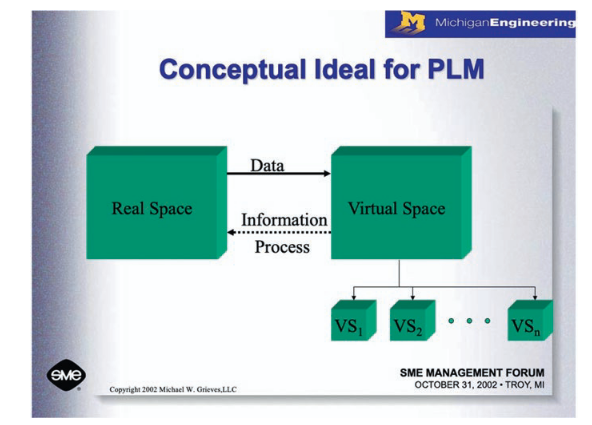 MichiganEngineering
Conceptual Ideal for PLM
Data
Real Space
Virtual Space
Information
Process
VS1
VS2
VSn
SME
SME MANAGEMENT FORUM
OCTOBER 31, 2002 • TROY, MI
Copyright 2002 Michael W. Grieves,LLC